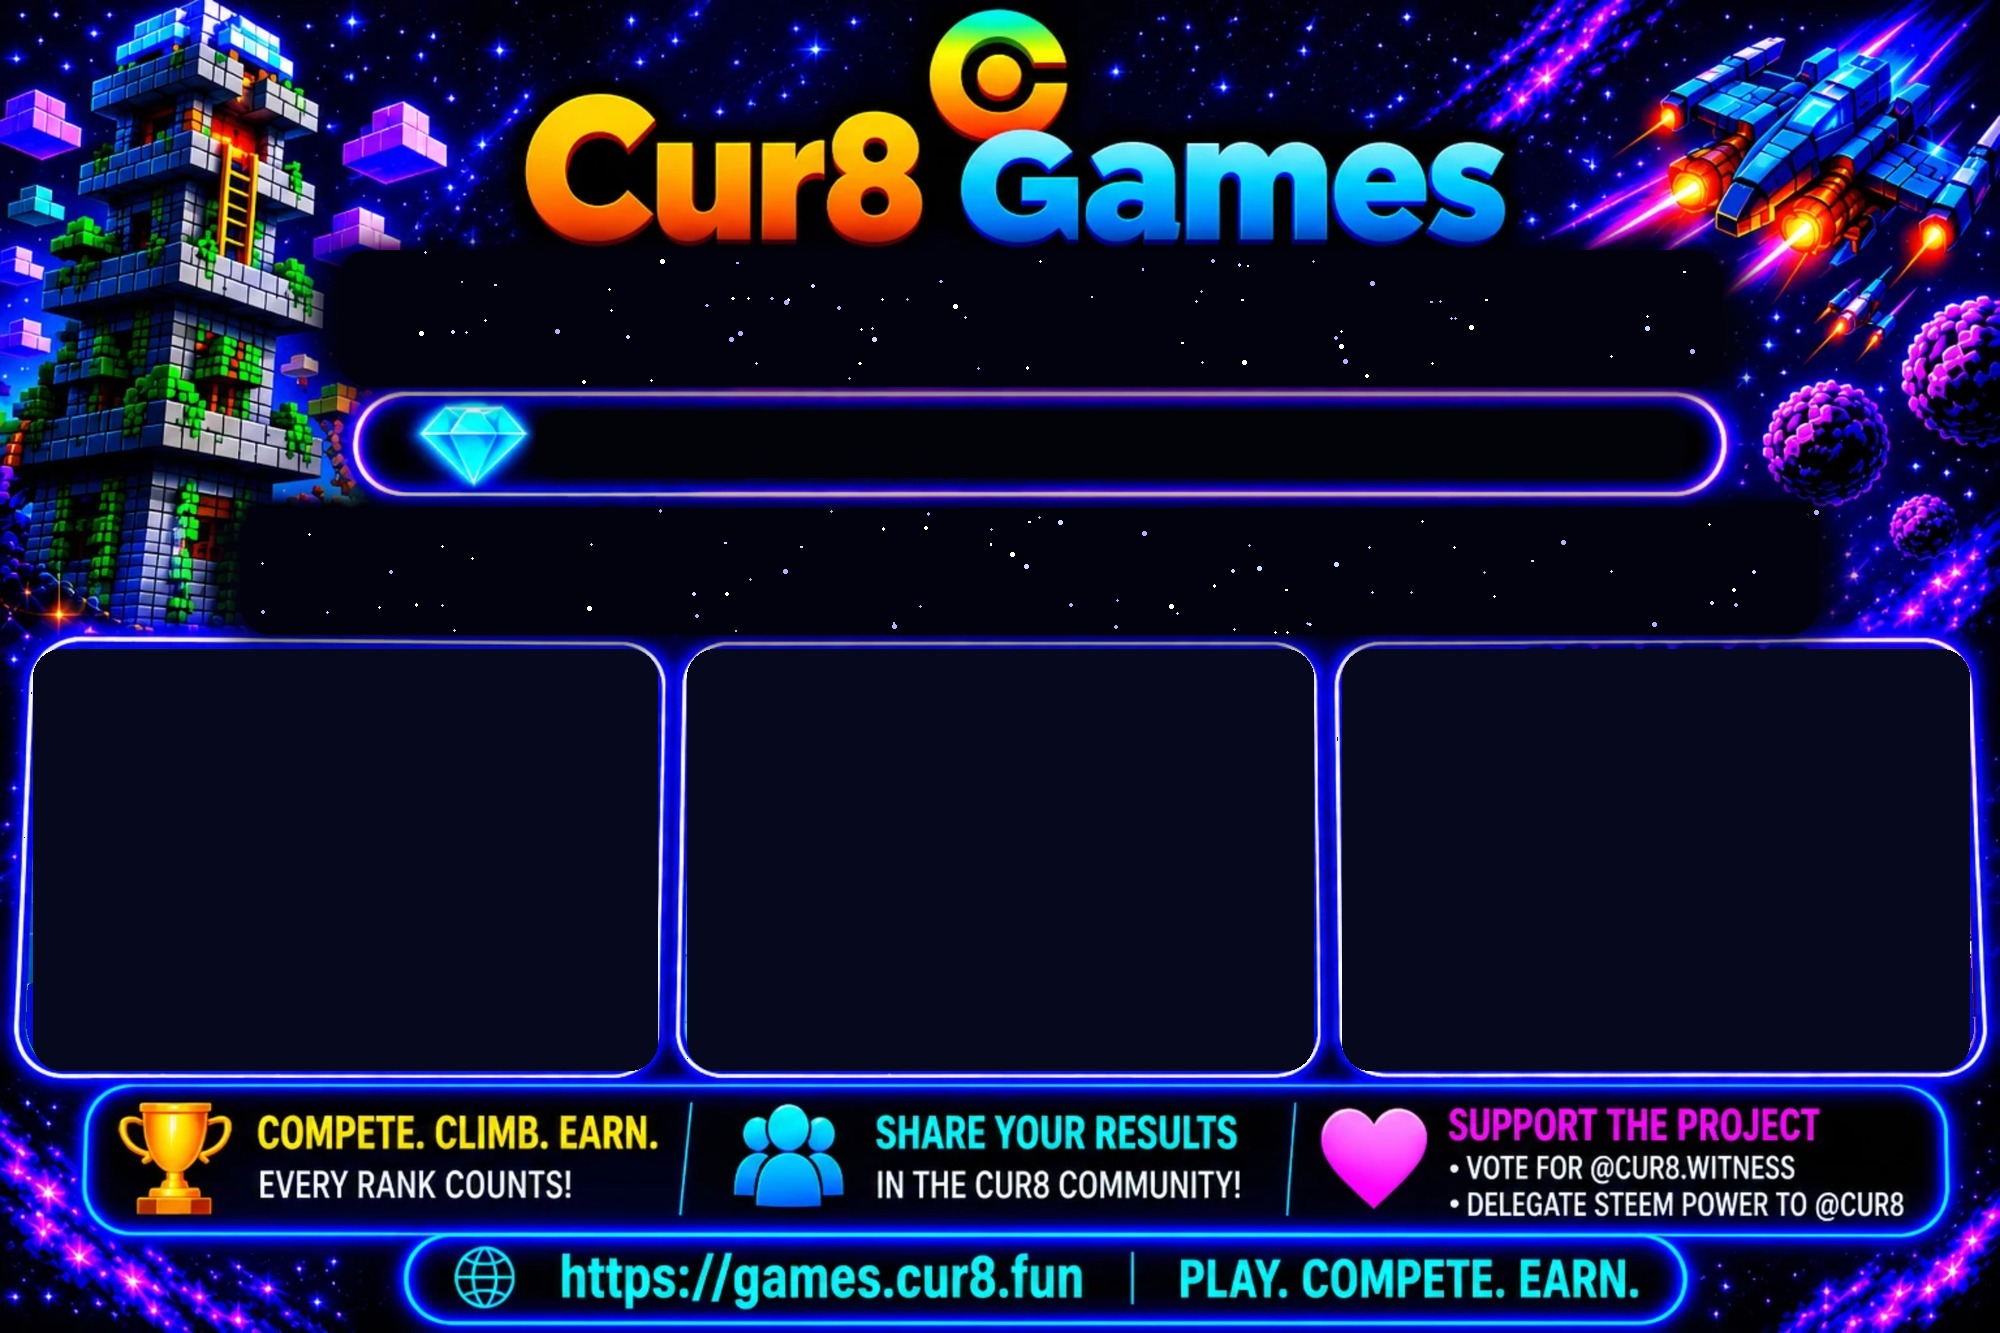 Cur8 Games
COMPETE. CLIMB. EARN.
EVERY RANK COUNTS!
SHARE YOUR RESULTS
IN THE CUR8 COMMUNITY!
SUPPORT THE PROJECT
• VOTE FOR @CUR8.WITNESS
• DELEGATE STEEM POWER TO @CUR8
https://games.cur8.fun
PLAY. COMPETE. EARN.